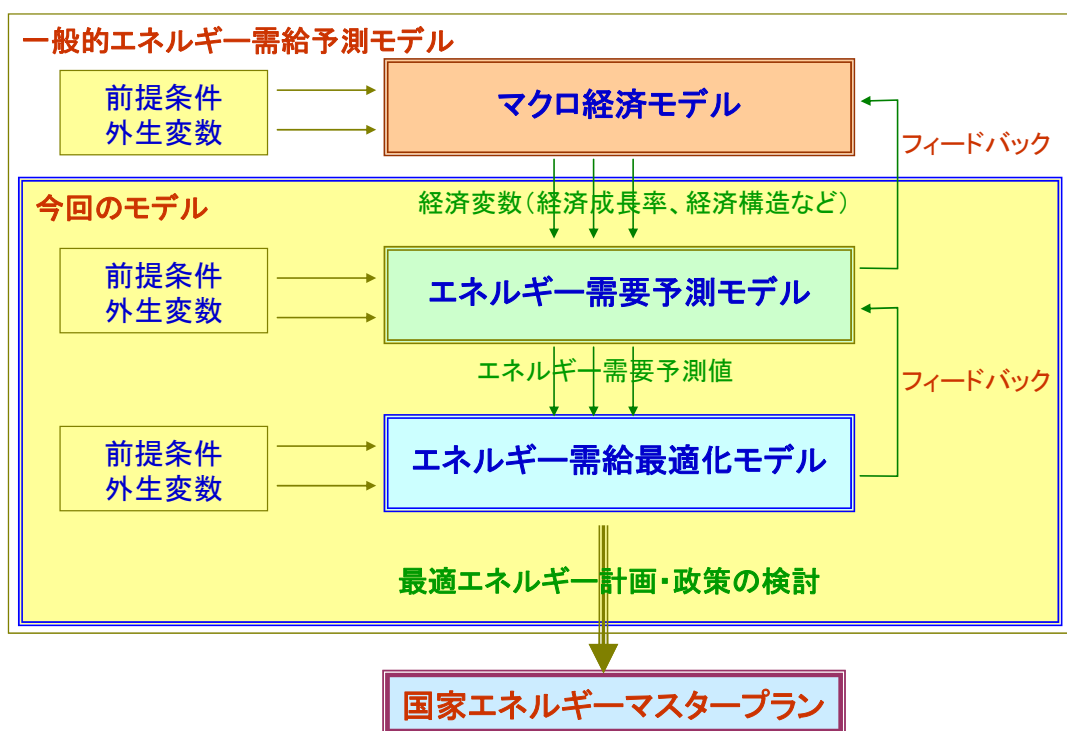 一般的エネルギー需給予測モデル
前提条件
外生変数
マクロ経済モデル
フィードバック
今回のモデル
経済変数（経済成長率、経済構造など）
前提条件
外生変数
エネルギー需要予測モデル
エネルギー需要予測値
フィードバック
前提条件
外生変数
エネルギー需給最適化モデル
最適エネルギー計画・政策の検討
国家エネルギーマスタープラン